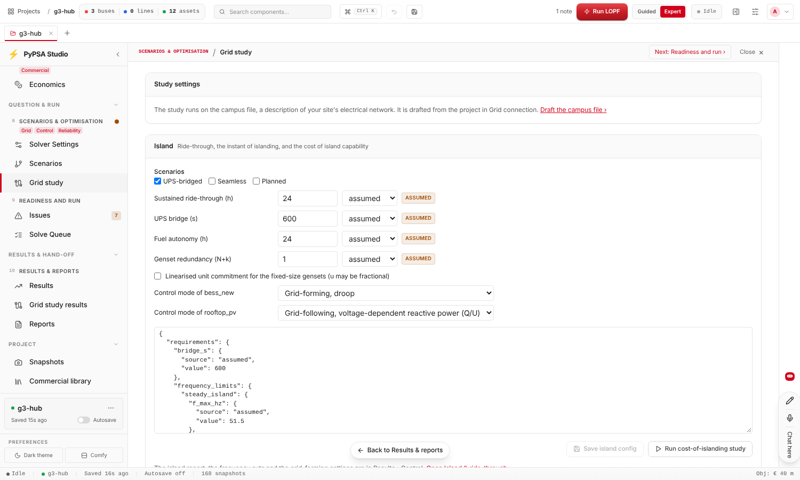 Projects / g3-hub
3 buses 0 lines 12 assets
Search components...
Ctrl K
1 note
Run LOPF
Guided Expert
Idle
A
g3-hub
PyPSA Studio
Commercial
Economics
QUESTION & RUN
SCENARIOS & OPTIMISATION
Grid Control Reliability
Solver Settings
Scenarios
Grid study
READINESS AND RUN
Issues 7
Solve Queue
RESULTS & HAND-OFF
10 RESULTS & REPORTS
Results
Grid study results
Reports
PROJECT
Snapshots
Commercial library
g3-hub
Saved 15s ago Autosave
PREFERENCES
Dark theme Comfy
SCENARIOS & OPTIMISATION / Grid study
Next: Readiness and run ›
Close ×
Study settings
The study runs on the campus file, a description of your site's electrical network. It is drafted from the project in Grid connection. Draft the campus file ›
Island Ride-through, the instant of islanding, and the cost of island capability
Scenarios
UPS-bridged Seamless Planned
Sustained ride-through (h) 24 assumed ASSUMED
UPS bridge (s) 600 assumed ASSUMED
Fuel autonomy (h) 24 assumed ASSUMED
Genset redundancy (N+k) 1 assumed ASSUMED
Linearised unit commitment for the fixed-size gensets (u may be fractional)
Control mode of bess_new Grid-forming, droop
Control mode of rooftop_pv Grid-following, voltage-dependent reactive power (Q/U)
{
"requirements": {
"bridge_s": {
"source": "assumed",
"value": 600
},
"frequency_limits": {
"steady_island": {
"f_max_hz": {
"source": "assumed",
"value": 51.5
},
Back to Results & reports
Save island config
Run cost-of-islanding study
Chat here
Idle g3-hub Saved 16s ago Autosave off 168 snapshots
Obj: € 40 m